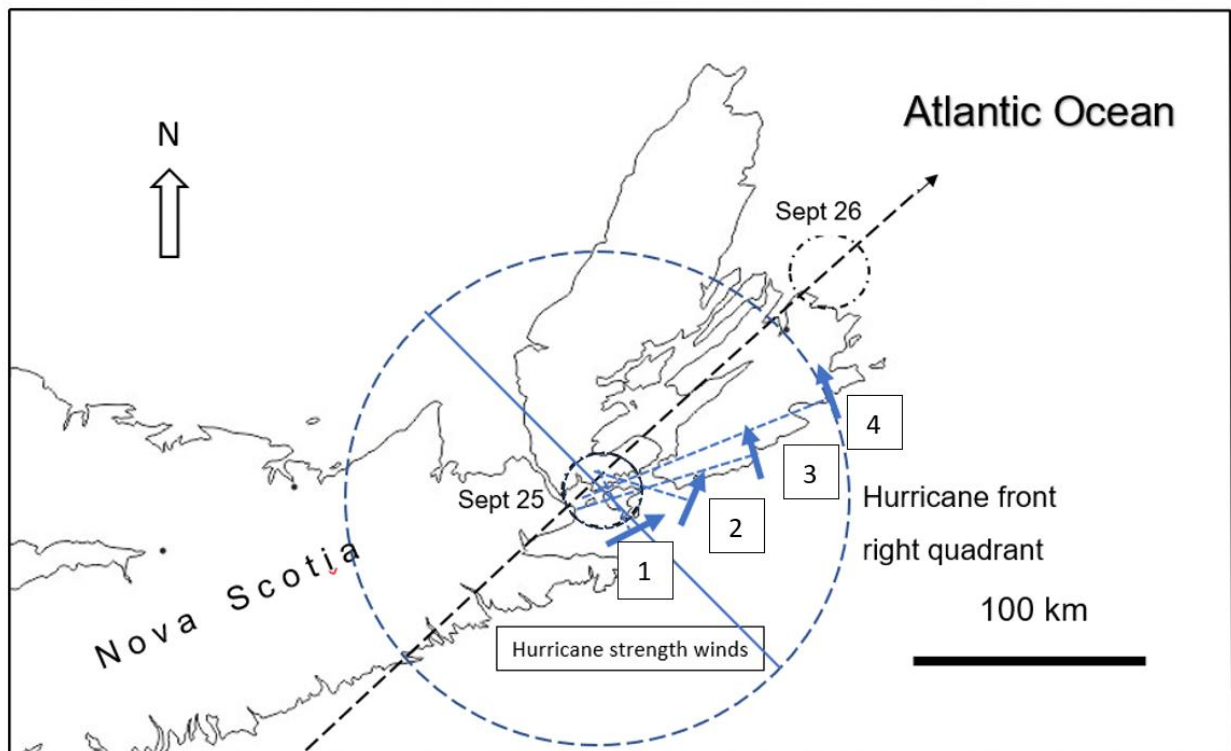 Atlantic Ocean
N
Sept 26
4
3
Sept 25
Hurricane front
right quadrant
2
1
Nova Scotia
100 km
Hurricane strength winds